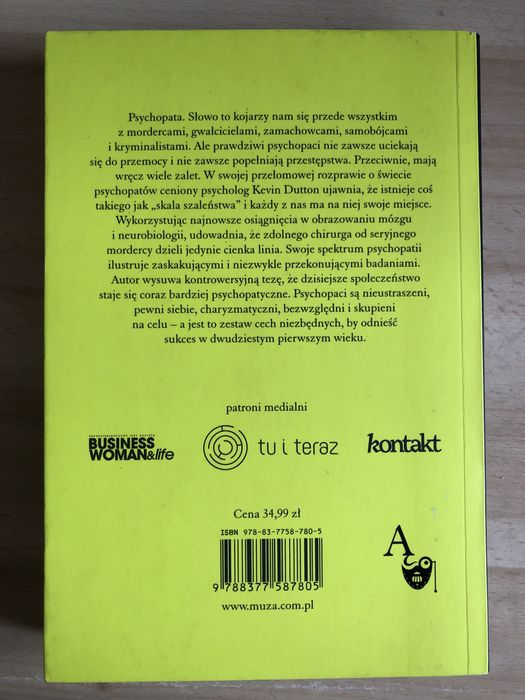 Psychopata. Słowo to kojarzy nam się przede wszystkim
z mordercami, gwałcicielami, zamachowcami, samobójcami
i kryminalistami. Ale prawdziwi psychopaci nie zawsze uciekają
się do przemocy i nie zawsze popełniają przestępstwa. Przeciwnie, mają
wręcz wiele zalet. W swojej przełomowej rozprawie o świecie
psychopatów ceniony psycholog Kevin Dutton ujawnia, że istnieje coś
takiego jak „skala szaleństwa” i każdy z nas ma na niej swoje miejsce.
Wykorzystując najnowsze osiągnięcia w obrazowaniu mózgu
i neurobiologii, udowadnia, że zdolnego chirurga od seryjnego
mordercy dzieli jedynie cienka linia. Swoje spektrum psychopatii
ilustruje zaskakującymi i niezwykle przekonującymi badaniami.
Autor wysuwa kontrowersyjną tezę, że dzisiejsze społeczeństwo
staje się coraz bardziej psychopatyczne. Psychopaci są nieustraszeni,
pewni siebie, charyzmatyczni, bezwzględni i skupieni
na celu – a jest to zestaw cech niezbędnych, by odnieść
sukces w dwudziestym pierwszym wieku.
patroni medialni
BUSINESS
WOMAN&life
tu i teraz
kontakt
Cena 34,99 zł
ISBN 978-83-7758-780-5
9 788377 587805
www.muza.com.pl
A